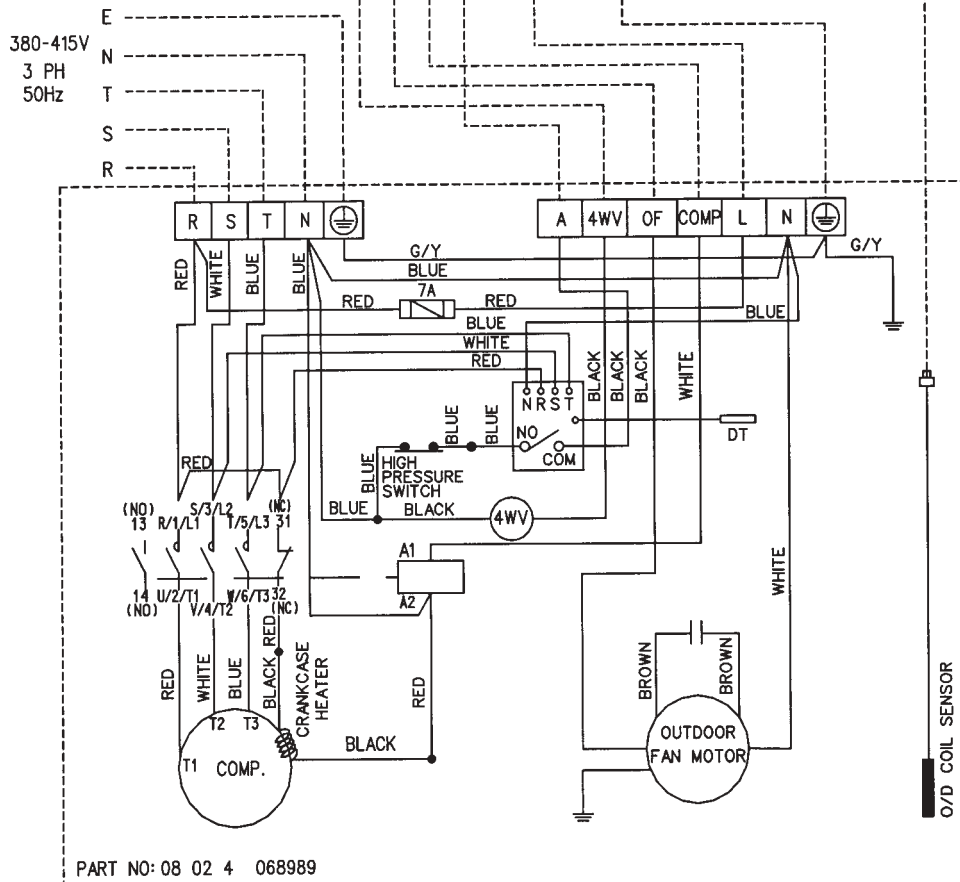 E
380-415V
N
3 PH
50Hz
T
S
R
R S T N
A 4WV OF COMP L N
G/Y
G/Y
BLUE
RED
WHITE
BLUE
BLUE
7A
RED
RED
BLUE
BLUE
WHITE
RED
BLACK
BLACK
BLACK
WHITE
N R S T
NO
COM
DT
BLUE
BLUE
BLUE
HIGH
PRESSURE
SWITCH
RED
BLUE
BLACK
4WV
(NO)
13
R/1/L1
S/3/L2
T/5/L3
(NC)
31
A1
A2
14
(NO)
U/2/T1
V/4/T2
W/6/T3
32
(NC)
WHITE
RED
WHITE
BLUE
BLACK
RED
CRANKCASE
HEATER
RED
BROWN
BROWN
T1
T2
T3
COMP.
BLACK
OUTDOOR
FAN MOTOR
O/D COIL SENSOR
PART NO: 08 02 4 068989